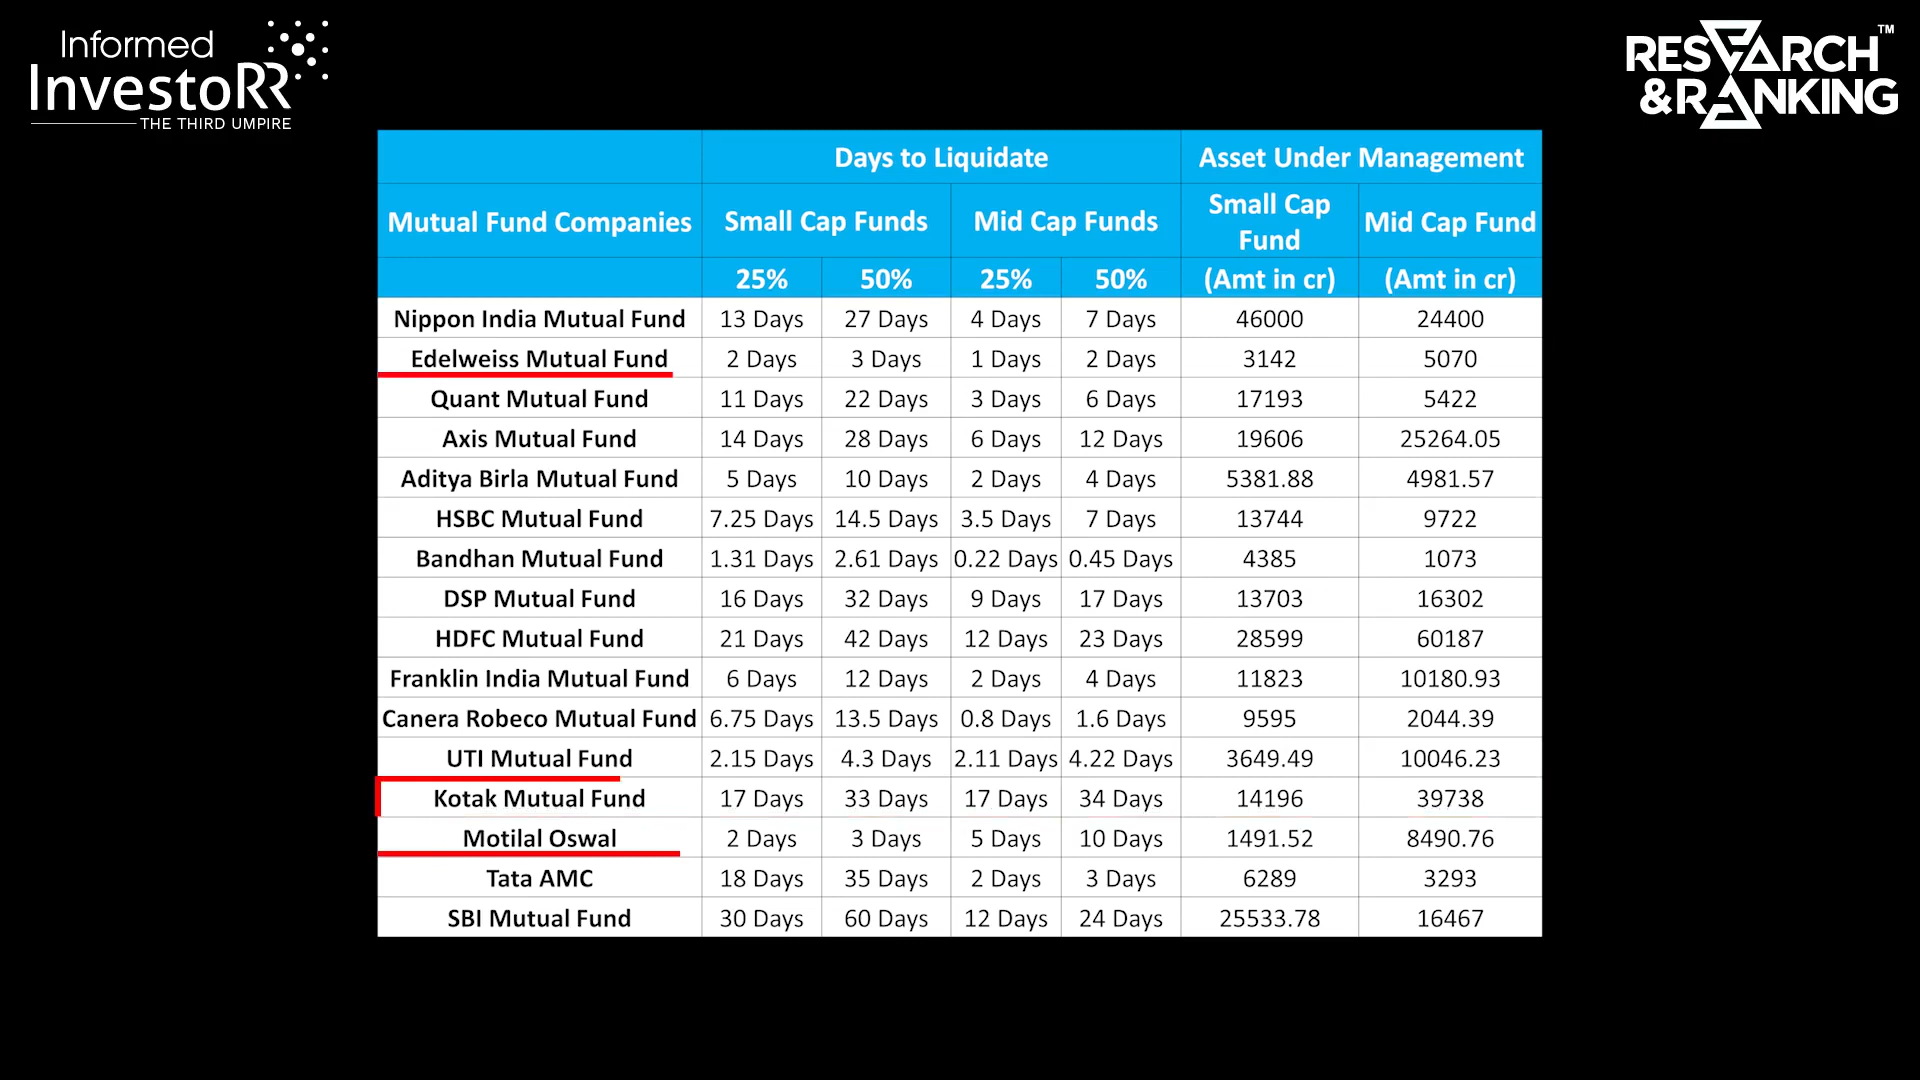 Informed
InvestoRR
THE THIRD UMPIRE
RESEARCH™
&RANKING
Days to Liquidate Asset Under Management
Mutual Fund Companies Small Cap Funds Mid Cap Funds Small Cap Fund Mid Cap Fund
25% 50% 25% 50% (Amt in cr) (Amt in cr)
Nippon India Mutual Fund 13 Days 27 Days 4 Days 7 Days 46000 24400
Edelweiss Mutual Fund 2 Days 3 Days 1 Days 2 Days 3142 5070
Quant Mutual Fund 11 Days 22 Days 3 Days 6 Days 17193 5422
Axis Mutual Fund 14 Days 28 Days 6 Days 12 Days 19606 25264.05
Aditya Birla Mutual Fund 5 Days 10 Days 2 Days 4 Days 5381.88 4981.57
HSBC Mutual Fund 7.25 Days 14.5 Days 3.5 Days 7 Days 13744 9722
Bandhan Mutual Fund 1.31 Days 2.61 Days 0.22 Days 0.45 Days 4385 1073
DSP Mutual Fund 16 Days 32 Days 9 Days 17 Days 13703 16302
HDFC Mutual Fund 21 Days 42 Days 12 Days 23 Days 28599 60187
Franklin India Mutual Fund 6 Days 12 Days 2 Days 4 Days 11823 10180.93
Canera Robeco Mutual Fund 6.75 Days 13.5 Days 0.8 Days 1.6 Days 9595 2044.39
UTI Mutual Fund 2.15 Days 4.3 Days 2.11 Days 4.22 Days 3649.49 10046.23
Kotak Mutual Fund 17 Days 33 Days 17 Days 34 Days 14196 39738
Motilal Oswal 2 Days 3 Days 5 Days 10 Days 1491.52 8490.76
Tata AMC 18 Days 35 Days 2 Days 3 Days 6289 3293
SBI Mutual Fund 30 Days 60 Days 12 Days 24 Days 25533.78 16467